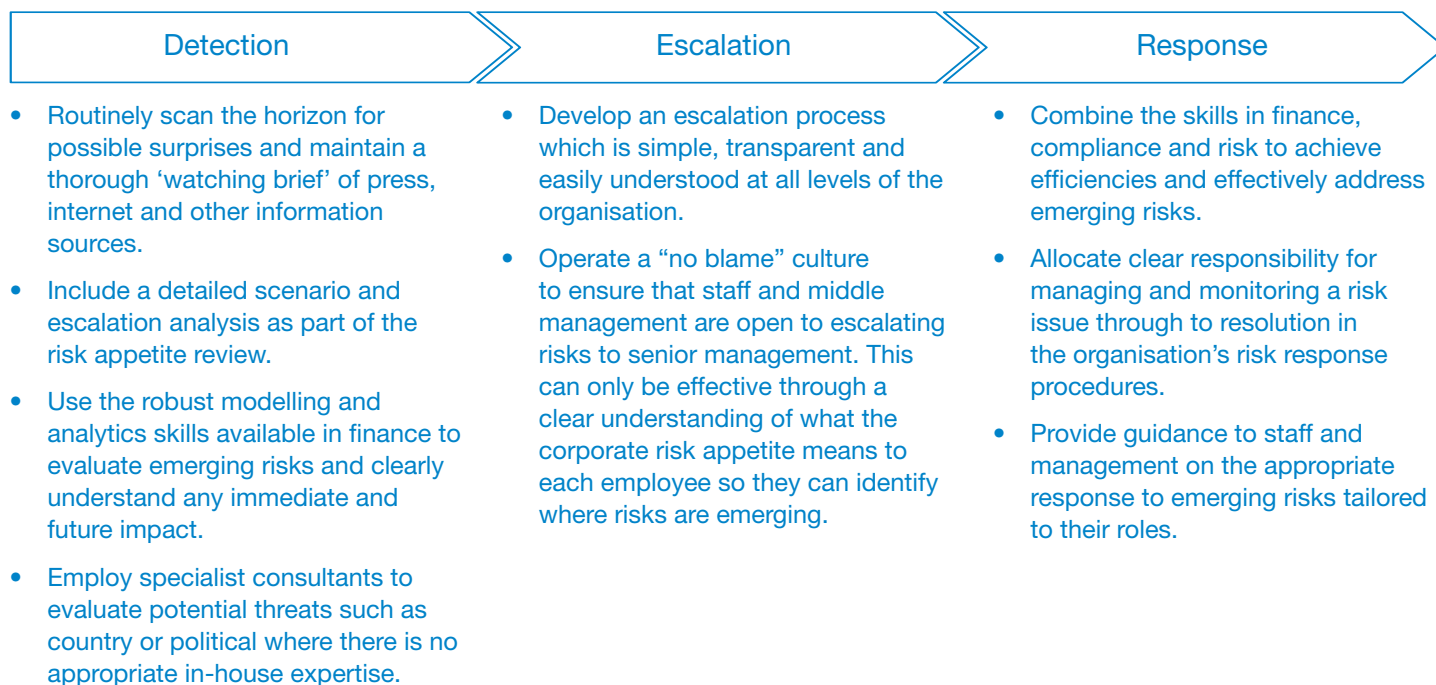 Detection
Escalation
Response
• Routinely scan the horizon for
possible surprises and maintain a
thorough ‘watching brief’ of press,
internet and other information
sources.
• Include a detailed scenario and
escalation analysis as part of the
risk appetite review.
• Use the robust modelling and
analytics skills available in finance to
evaluate emerging risks and clearly
understand any immediate and
future impact.
• Employ specialist consultants to
evaluate potential threats such as
country or political where there is no
appropriate in-house expertise.
• Develop an escalation process
which is simple, transparent and
easily understood at all levels of the
organisation.
• Operate a “no blame” culture
to ensure that staff and middle
management are open to escalating
risks to senior management. This
can only be effective through a
clear understanding of what the
corporate risk appetite means to
each employee so they can identify
where risks are emerging.
• Combine the skills in finance,
compliance and risk to achieve
efficiencies and effectively address
emerging risks.
• Allocate clear responsibility for
managing and monitoring a risk
issue through to resolution in
the organisation’s risk response
procedures.
• Provide guidance to staff and
management on the appropriate
response to emerging risks tailored
to their roles.